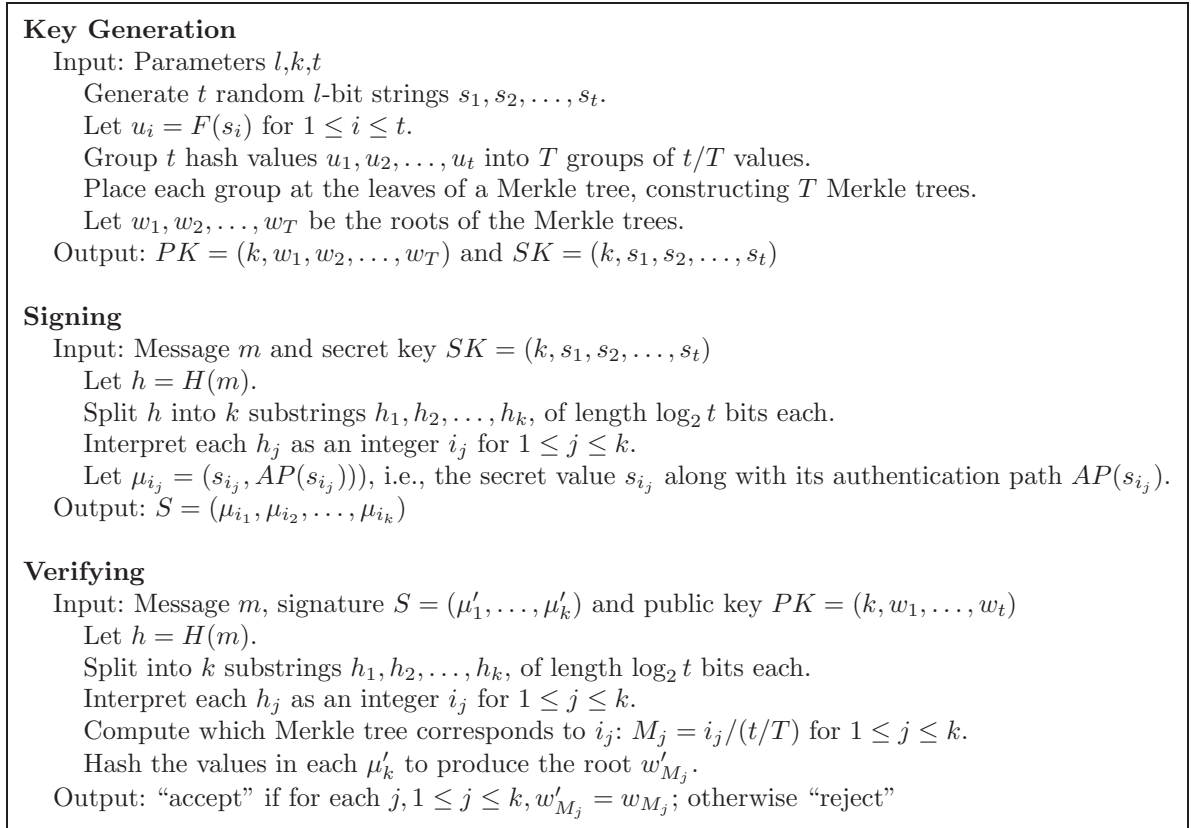 Key Generation
Input: Parameters l,k,t
Generate t random l-bit strings s_1, s_2, . . . , s_t.
Let u_i = F(s_i) for 1 ≤ i ≤ t.
Group t hash values u_1, u_2, . . . , u_t into T groups of t/T values.
Place each group at the leaves of a Merkle tree, constructing T Merkle trees.
Let w_1, w_2, . . . , w_T be the roots of the Merkle trees.
Output: PK = (k, w_1, w_2, . . . , w_T) and SK = (k, s_1, s_2, . . . , s_t)
Signing
Input: Message m and secret key SK = (k, s_1, s_2, . . . , s_t)
Let h = H(m).
Split h into k substrings h_1, h_2, . . . , h_k, of length log_2 t bits each.
Interpret each h_j as an integer i_j for 1 ≤ j ≤ k.
Let μ_{i_j} = (s_{i_j}, AP(s_{i_j}))), i.e., the secret value s_{i_j} along with its authentication path AP(s_{i_j}).
Output: S = (μ_{i_1}, μ_{i_2}, . . . , μ_{i_k})
Verifying
Input: Message m, signature S = (μ′_1, . . . , μ′_k) and public key PK = (k, w_1, . . . , w_t)
Let h = H(m).
Split into k substrings h_1, h_2, . . . , h_k, of length log_2 t bits each.
Interpret each h_j as an integer i_j for 1 ≤ j ≤ k.
Compute which Merkle tree corresponds to i_j: M_j = i_j/(t/T) for 1 ≤ j ≤ k.
Hash the values in each μ′_k to produce the root w′_{M_j}.
Output: “accept” if for each j, 1 ≤ j ≤ k, w′_{M_j} = w_{M_j}; otherwise “reject”